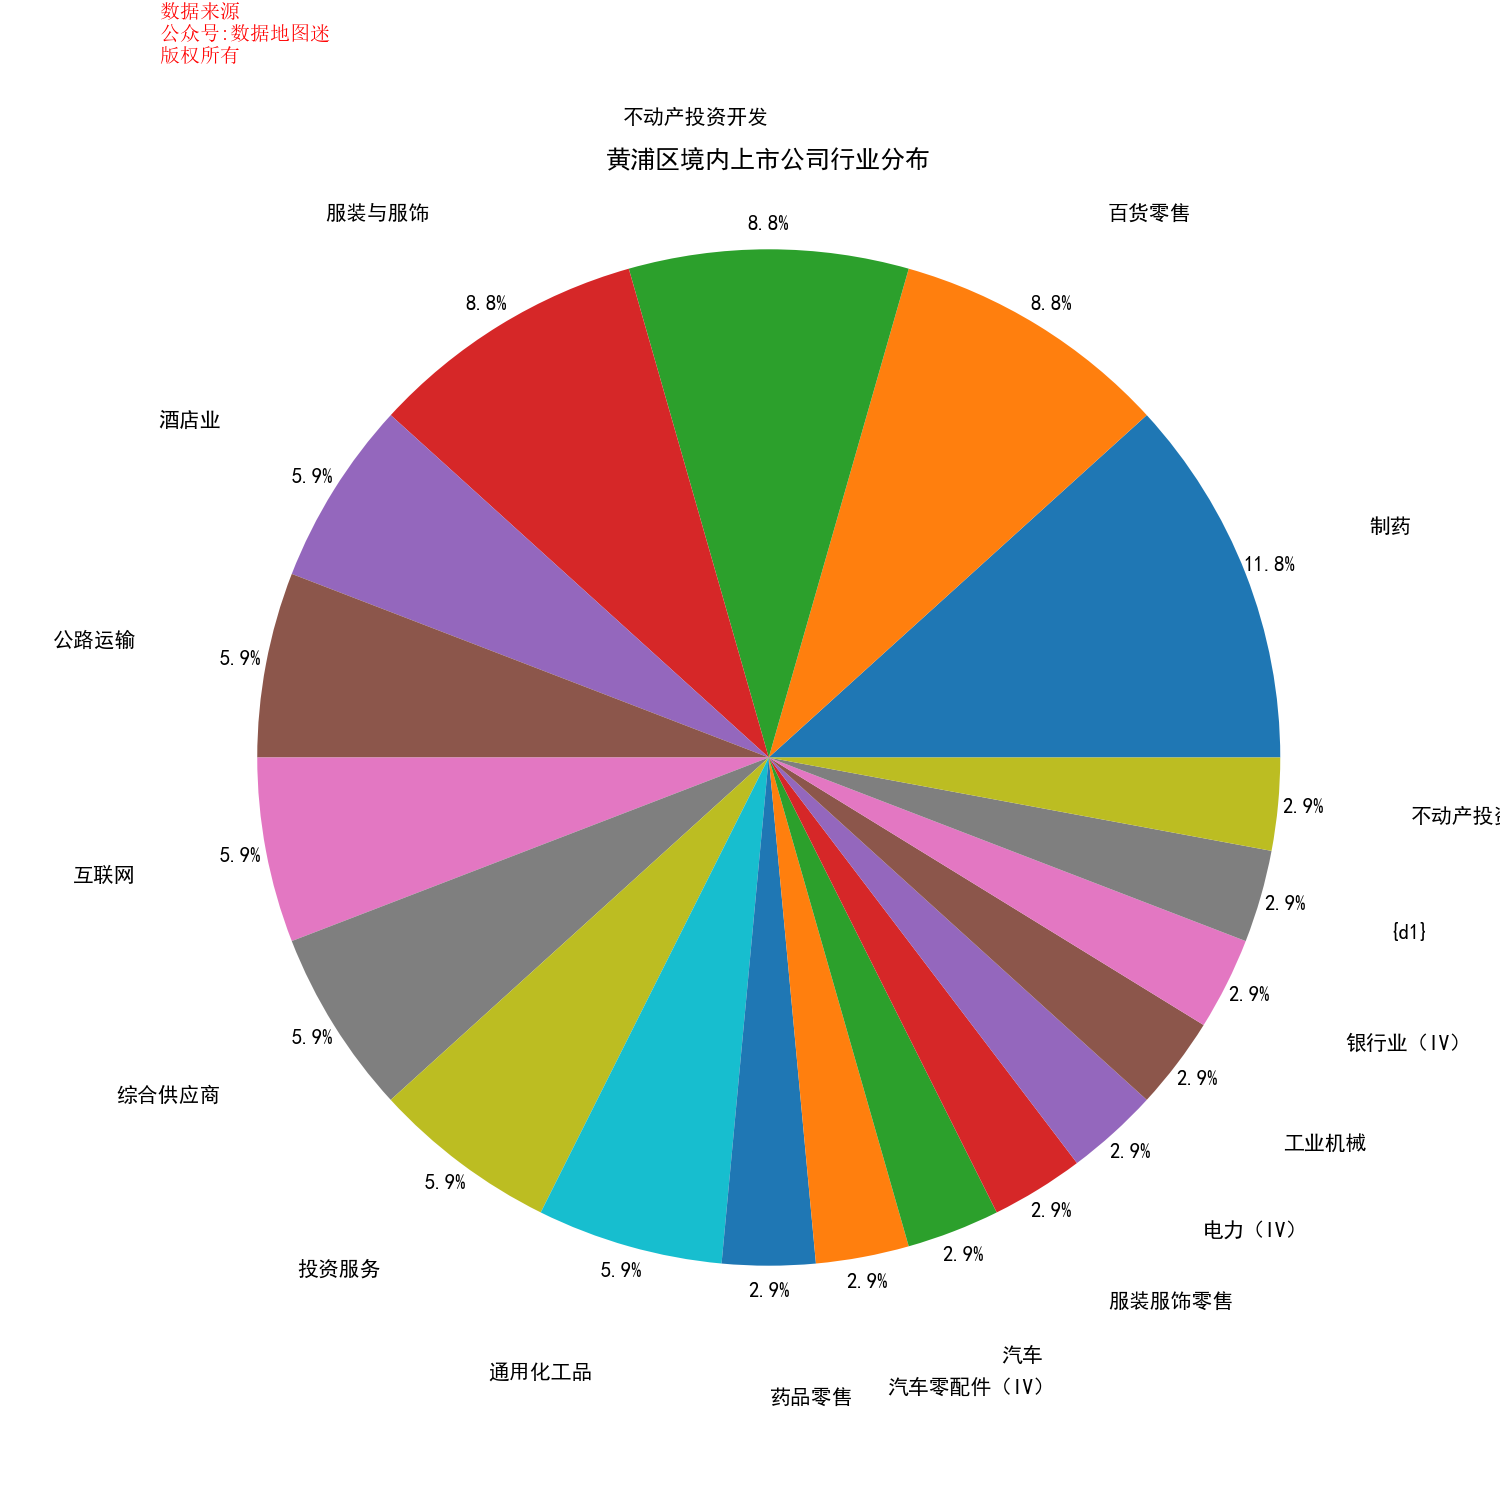 数据来源
公众号:数据地图迷
版权所有
不动产投资开发
黄浦区境内上市公司行业分布
服装与服饰
百货零售
8.8%
8.8%
8.8%
酒店业
5.9%
制药
11.8%
公路运输
5.9%
不动产投
2.9%
互联网
5.9%
2.9%
{d1}
2.9%
银行业（IV）
综合供应商
5.9%
2.9%
工业机械
2.9%
电力（IV）
投资服务
5.9%
2.9%
服装服饰零售
通用化工品
5.9%
2.9%
药品零售
2.9%
汽车零配件（IV）
2.9%
汽车